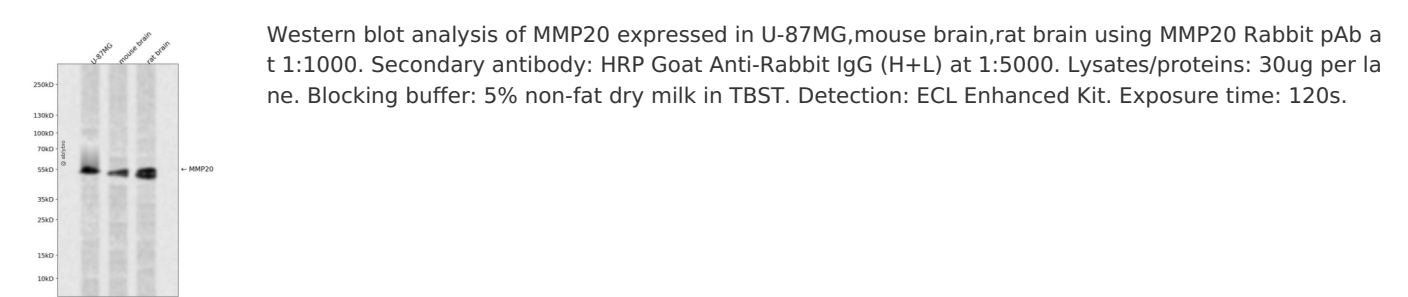 Western blot analysis of MMP20 expressed in U-87MG,mouse brain,rat brain using MMP20 Rabbit pAb a
t 1:1000. Secondary antibody: HRP Goat Anti-Rabbit IgG (H+L) at 1:5000. Lysates/proteins: 30ug per la
ne. Blocking buffer: 5% non-fat dry milk in TBST. Detection: ECL Enhanced Kit. Exposure time: 120s.
U-87MG
mouse brain
rat brain
250kD
130kD
100kD
70kD
55kD
35kD
25kD
15kD
10kD
← MMP20